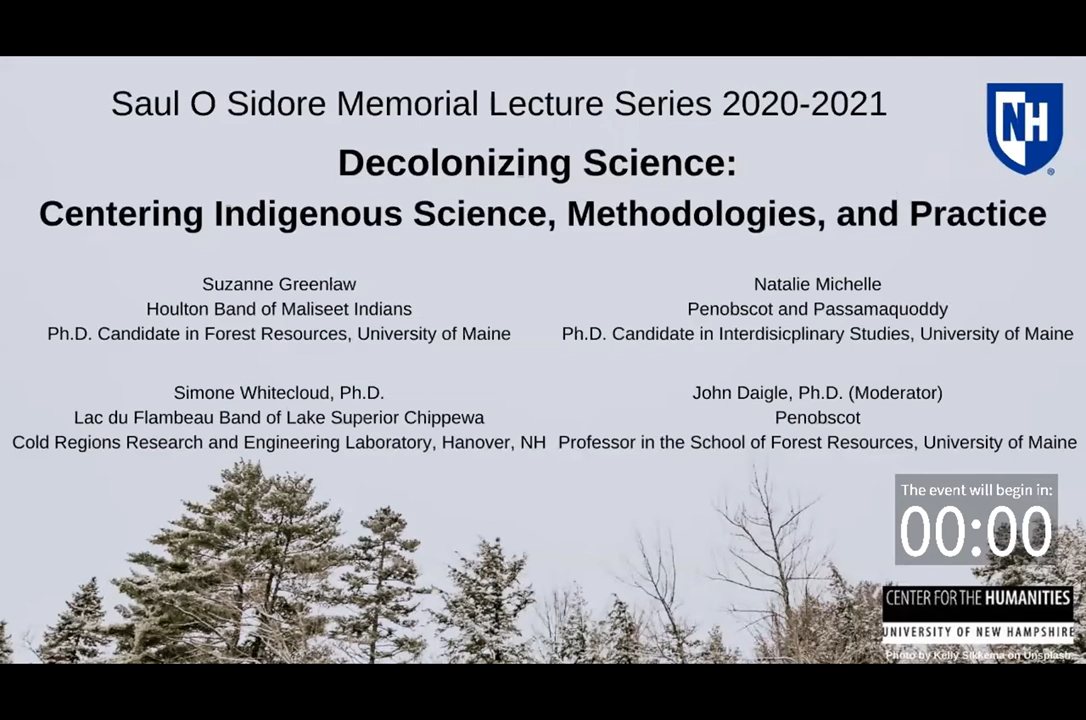 Saul O Sidore Memorial Lecture Series 2020-2021
NH
®
Decolonizing Science:
Centering Indigenous Science, Methodologies, and Practice
Suzanne Greenlaw
Houlton Band of Maliseet Indians
Ph.D. Candidate in Forest Resources, University of Maine
Natalie Michelle
Penobscot and Passamaquoddy
Ph.D. Candidate in Interdisicplinary Studies, University of Maine
Simone Whitecloud, Ph.D.
Lac du Flambeau Band of Lake Superior Chippewa
Cold Regions Research and Engineering Laboratory, Hanover, NH
John Daigle, Ph.D. (Moderator)
Penobscot
Professor in the School of Forest Resources, University of Maine
The event will begin in:
00:00
CENTER FOR THE HUMANITIES
UNIVERSITY OF NEW HAMPSHIRE
Photo by Kelly Sikkema on Unsplash